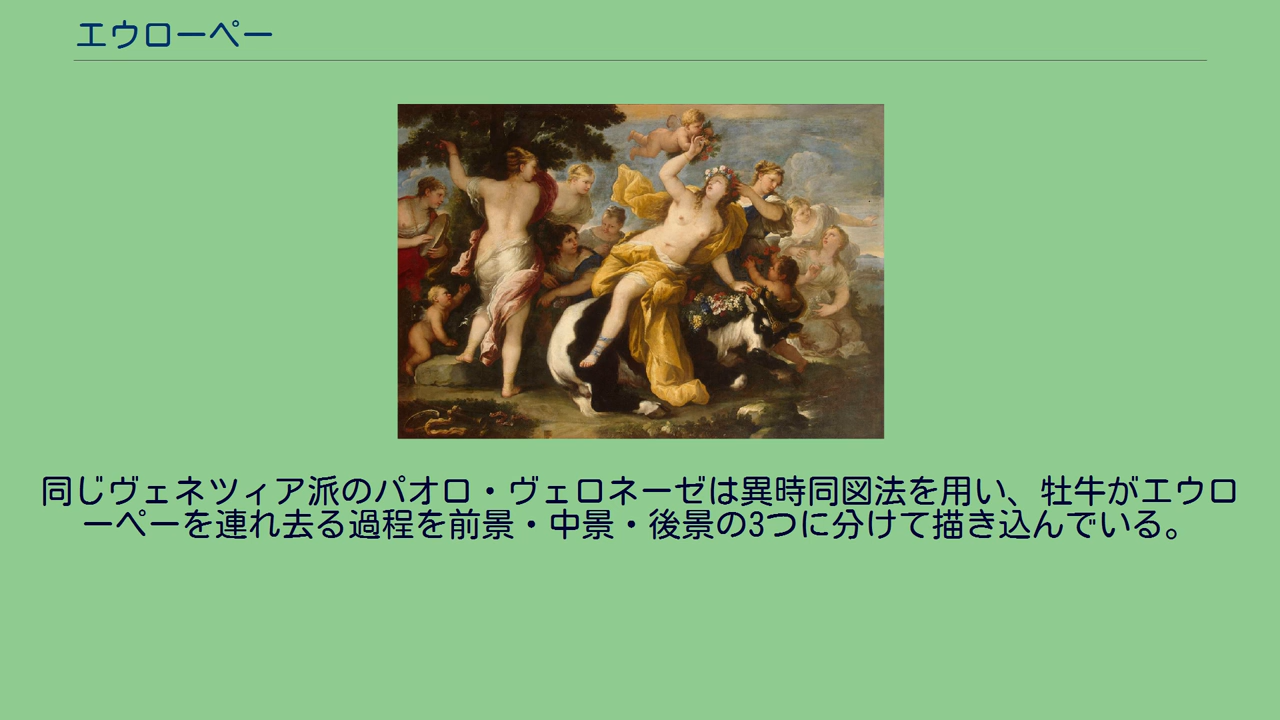 エウローペー
同じヴェネツィア派のパオロ・ヴェロネーゼは異時同図法を用い、牡牛がエウロ
ーペーを連れ去る過程を前景・中景・後景の3つに分けて描き込んでいる。